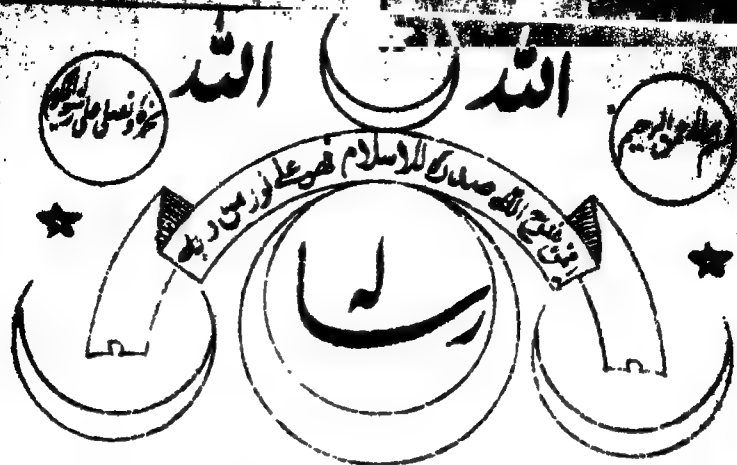 الله
الله
بسم الله الرحمن الرحيم
نحمده و نصلی علی رسوله الکریم
افمن شرح الله صدره للاسلام فهو علی نور من ربه
رسالہ